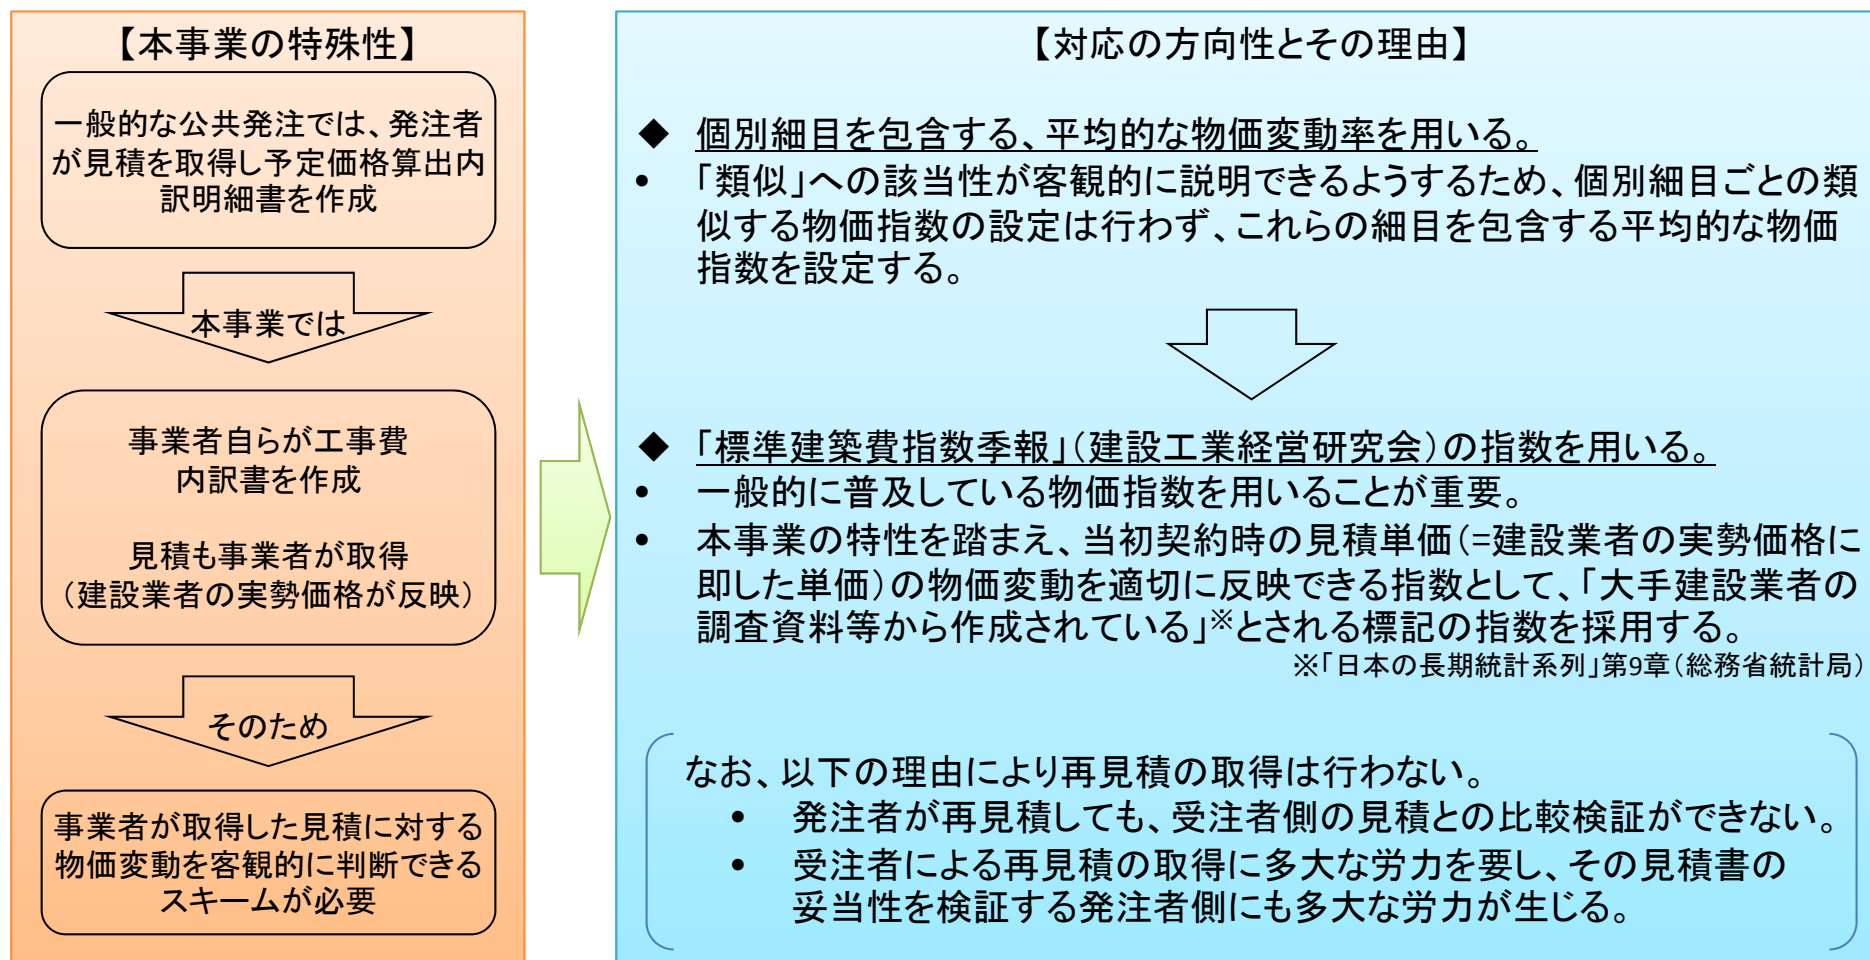 【本事業の特殊性】
一般的な公共発注では、発注者
が見積を取得し予定価格算出内
訳明細書を作成
本事業では
事業者自らが工事費
内訳書を作成
見積も事業者が取得
（建設業者の実勢価格が反映）
そのため
事業者が取得した見積に対する
物価変動を客観的に判断できる
スキームが必要
【対応の方向性とその理由】
◆ 個別細目を包含する、平均的な物価変動率を用いる。
• 「類似」への該当性が客観的に説明できるようするため、個別細目ごとの類
似する物価指数の設定は行わず、これらの細目を包含する平均的な物価
指数を設定する。
◆ 「標準建築費指数季報」（建設工業経営研究会）の指数を用いる。
• 一般的に普及している物価指数を用いることが重要。
• 本事業の特性を踏まえ、当初契約時の見積単価（=建設業者の実勢価格に
即した単価）の物価変動を適切に反映できる指数として、「大手建設業者の
調査資料等から作成されている」※とされる標記の指数を採用する。
※「日本の長期統計系列」第9章（総務省統計局）
なお、以下の理由により再見積の取得は行わない。
• 発注者が再見積しても、受注者側の見積との比較検証ができない。
• 受注者による再見積の取得に多大な労力を要し、その見積書の
妥当性を検証する発注者側にも多大な労力が生じる。